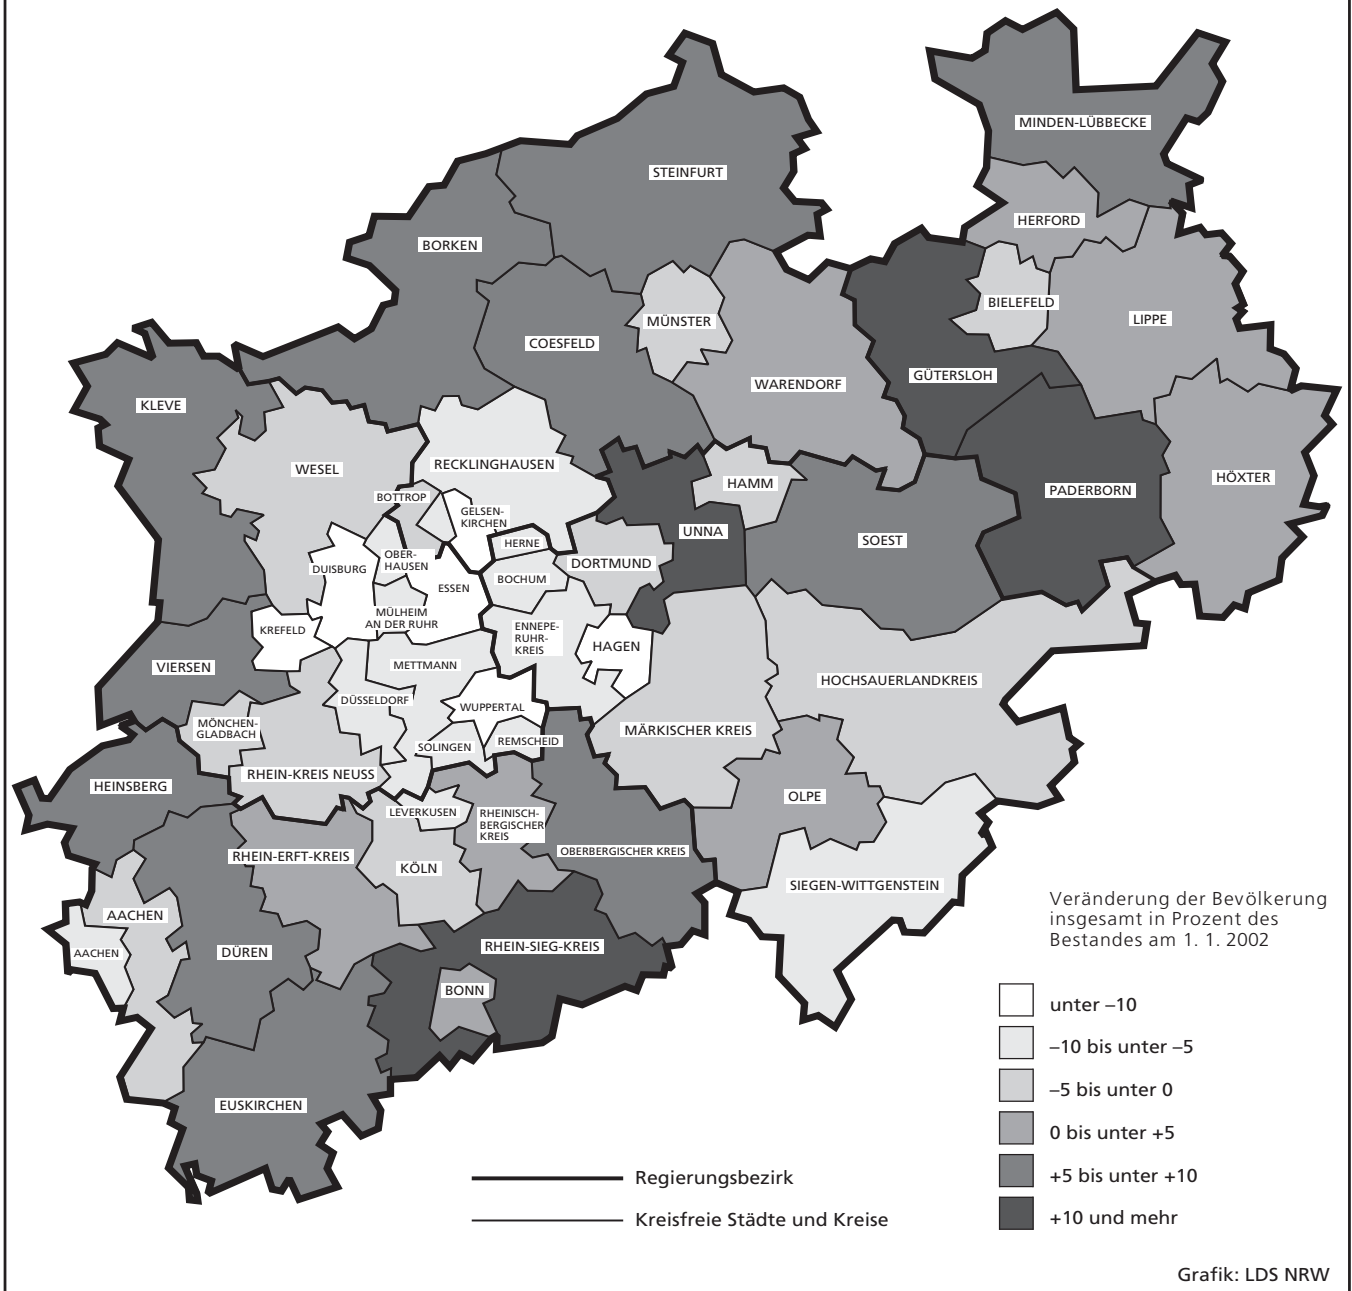 MINDEN-LÜBBECKE
STEINFURT
HERFORD
BORKEN
BIELEFELD
MÜNSTER
LIPPE
COESFELD
GÜTERSLOH
WARENDORF
KLEVE
RECKLINGHAUSEN
WESEL
HÖXTER
HAMM
PADERBORN
BOTTROP
GELSEN-
KIRCHEN
UNNA
SOEST
HERNE
OBER-
HAUSEN
DORTMUND
DUISBURG
BOCHUM
ESSEN
MÜLHEIM
AN DER RUHR
KREFELD
ENNEPE-
RUHR-
KREIS
HAGEN
VIERSEN
METTMANN
HOCHSAUERLANDKREIS
DÜSSELDORF
WUPPERTAL
MÖNCHEN-
GLADBACH
MÄRKISCHER KREIS
REMSCHEID
SOLINGEN
RHEIN-KREIS NEUSS
HEINSBERG
OLPE
LEVERKUSEN
RHEINISCH-
BERGISCHER
KREIS
RHEIN-ERFT-KREIS
OBERBERGISCHER KREIS
KÖLN
SIEGEN-WITTGENSTEIN
AACHEN
RHEIN-SIEG-KREIS
AACHEN
DÜREN
BONN
EUSKIRCHEN
Veränderung der Bevölkerung
insgesamt in Prozent des
Bestandes am 1. 1. 2002
unter –10
–10 bis unter –5
–5 bis unter 0
0 bis unter +5
+5 bis unter +10
+10 und mehr
Regierungsbezirk
Kreisfreie Städte und Kreise
Grafik: LDS NRW